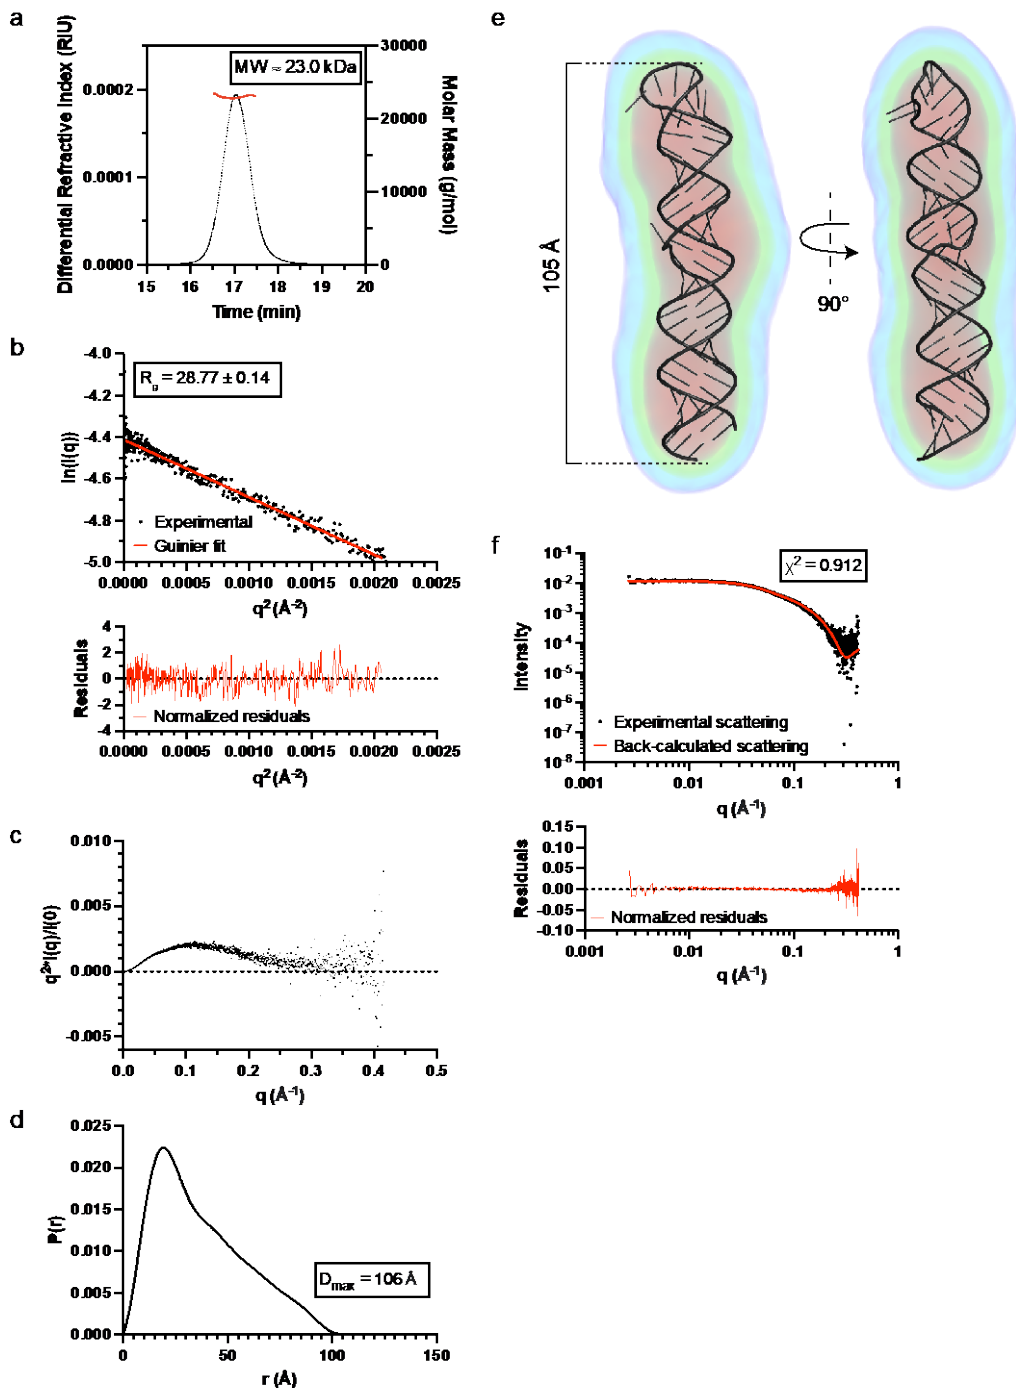 a
Differential Refractive Index (RIU)
0.0002
0.0001
0.0000
MW ≈ 23.0 kDa
30000
20000
10000
0
Molar Mass (g/mol)
15 16 17 18 19 20
Time (min)
b
ln(I(q))
-4.0
-4.2
-4.4
-4.6
-4.8
-5.0
R_g = 28.77 ± 0.14
Experimental
Guinier fit
0.0000 0.0005 0.0010 0.0015 0.0020 0.0025
q² (Å⁻²)
Residuals
4
2
0
-2
-4
Normalized residuals
0.0000 0.0005 0.0010 0.0015 0.0020 0.0025
q² (Å⁻²)
c
q²*I(q)/I(0)
0.010
0.005
0.000
-0.005
0.0 0.1 0.2 0.3 0.4 0.5
q (Å⁻¹)
d
P(r)
0.025
0.020
0.015
0.010
0.005
0.000
D_max = 106 Å
0 50 100 150
r (Å)
e
105 Å
90°
f
Intensity
10⁻¹
10⁻²
10⁻³
10⁻⁴
10⁻⁵
10⁻⁶
10⁻⁷
10⁻⁸
χ² = 0.912
Experimental scattering
Back-calculated scattering
0.001 0.01 0.1 1
q (Å⁻¹)
Residuals
0.15
0.10
0.05
0.00
-0.05
-0.10
Normalized residuals
0.001 0.01 0.1 1
q (Å⁻¹)